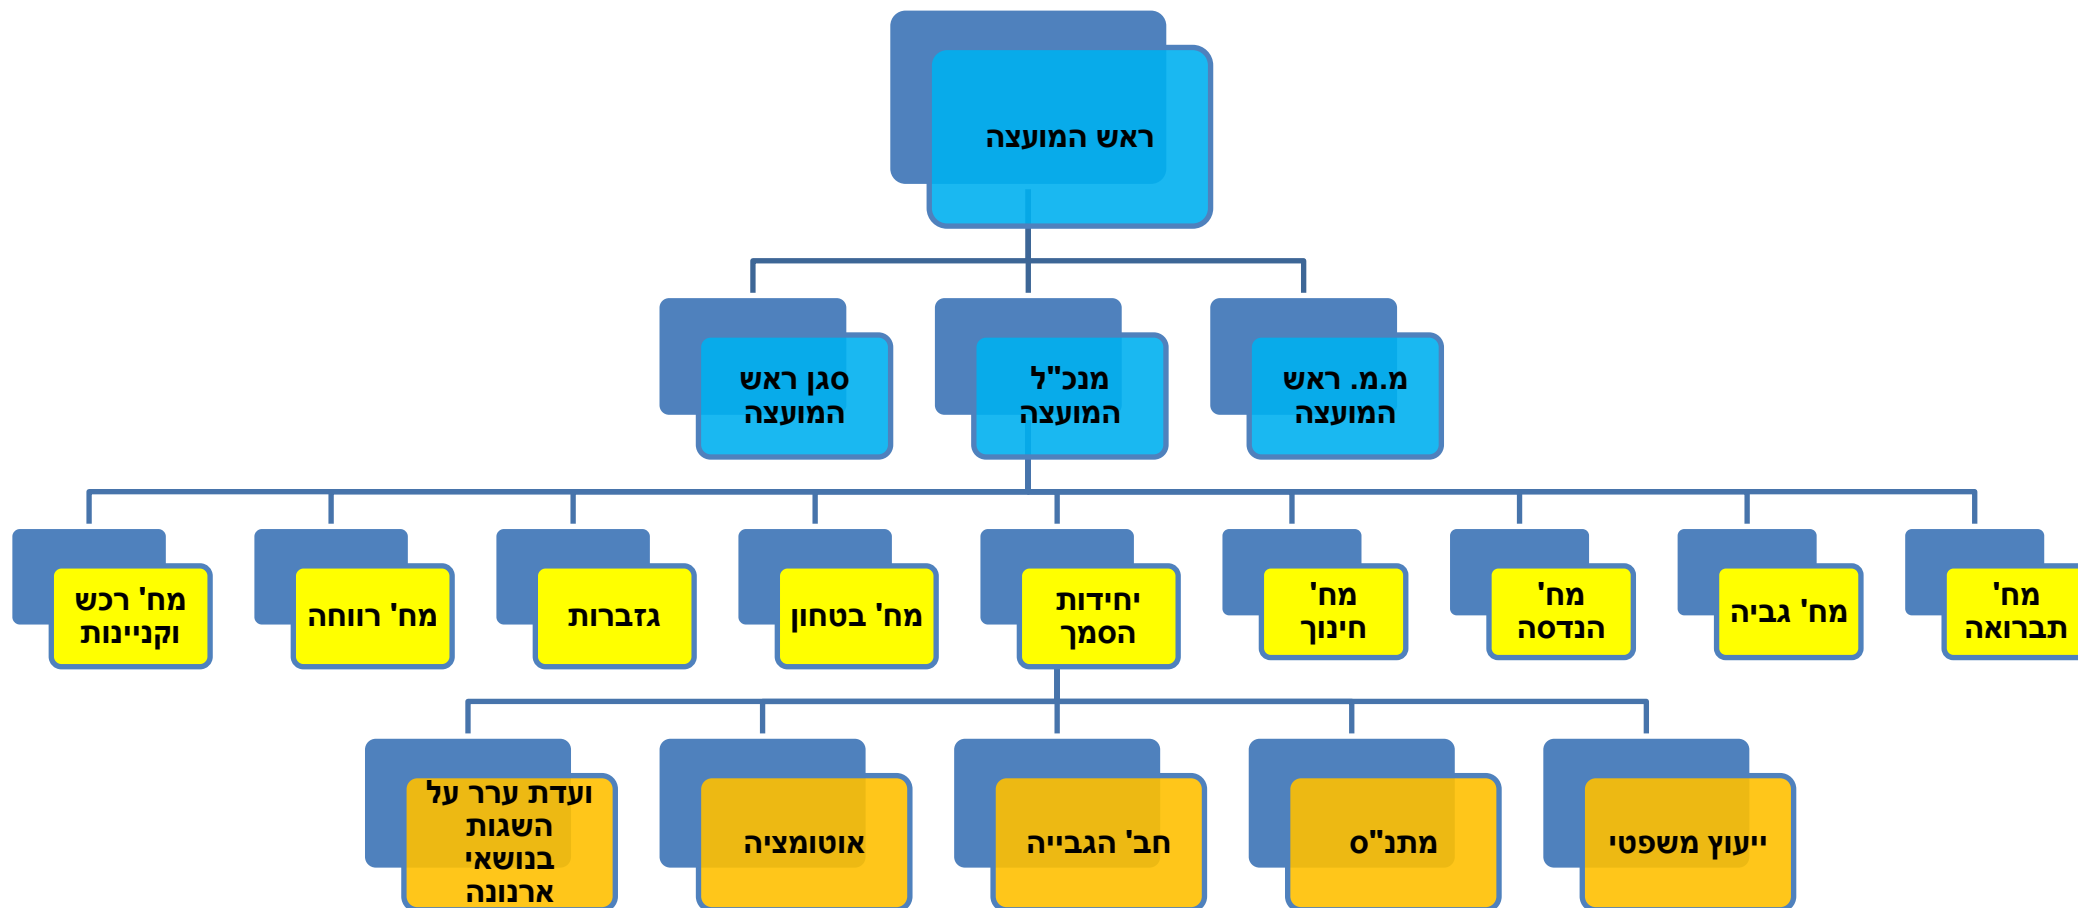 ראש המועצה
מ.מ. ראש
המועצה
מנכ"ל
המועצה
סגן ראש
המועצה
מח'
תברואה
מח' גביה
מח'
הנדסה
מח'
חינוך
יחידות
הסמך
מח' בטחון
גזברות
מח' רווחה
מח' רכש
וקניינות
ייעוץ משפטי
מתנ"ס
חב' הגבייה
אוטומציה
ועדת ערר על
השגות
בנושאי
ארנונה